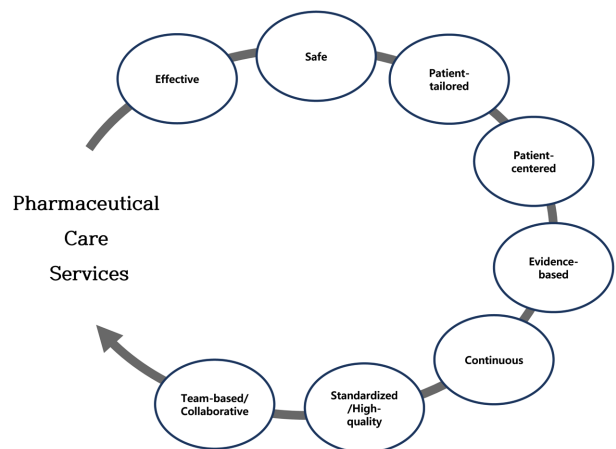 Effective
Safe
Patient-
tailored
Patient-
centered
Pharmaceutical
Care
Services
Evidence-
based
Continuous
Standardized
/High-
quality
Team-based/
Collaborative